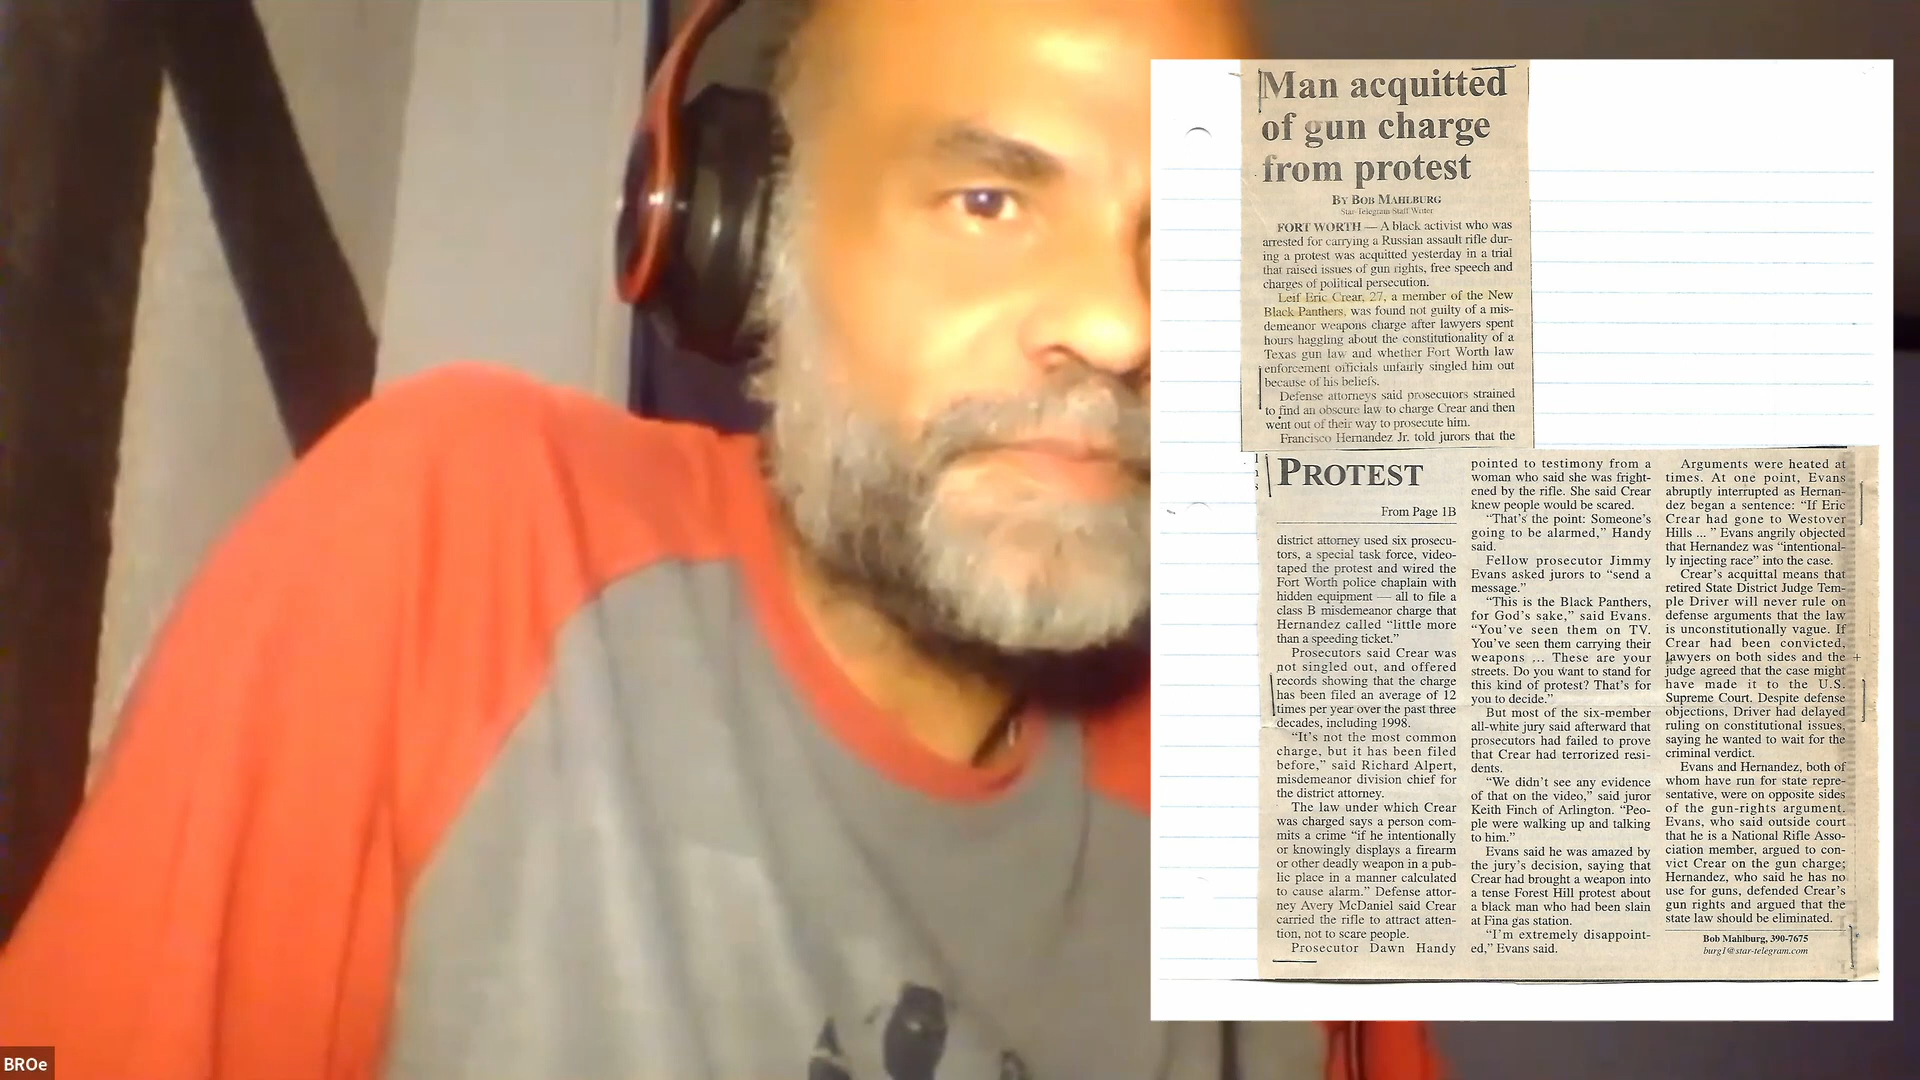 Man acquitted
of gun charge
from protest
BY BOB MAHLBURG
Star-Telegram Staff Writer
FORT WORTH — A black activist who was
arrested for carrying a Russian assault rifle dur-
ing a protest was acquitted yesterday in a trial
that raised issues of gun rights, free speech and
charges of political persecution.
Leif Eric Crear, 27, a member of the New
Black Panthers, was found not guilty of a mis-
demeanor weapons charge after lawyers spent
hours haggling about the constitutionality of a
Texas gun law and whether Fort Worth law
enforcement officials unfairly singled him out
because of his beliefs.
Defense attorneys said prosecutors strained
to find an obscure law to charge Crear and then
went out of their way to prosecute him.
Francisco Hernandez Jr. told jurors that the
PROTEST
From Page 1B
district attorney used six prosecu-
tors, a special task force, video-
taped the protest and wired the
Fort Worth police chaplain with
hidden equipment — all to file a
class B misdemeanor charge that
Hernandez called “little more
than a speeding ticket.”
Prosecutors said Crear was
not singled out, and offered
records showing that the charge
has been filed an average of 12
times per year over the past three
decades, including 1998.
“It’s not the most common
charge, but it has been filed
before,” said Richard Alpert,
misdemeanor division chief for
the district attorney.
The law under which Crear
was charged says a person com-
mits a crime “if he intentionally
or knowingly displays a firearm
or other deadly weapon in a pub-
lic place in a manner calculated
to cause alarm.” Defense attor-
ney Avery McDaniel said Crear
carried the rifle to attract atten-
tion, not to scare people.
Prosecutor Dawn Handy
pointed to testimony from a
woman who said she was fright-
ened by the rifle. She said Crear
knew people would be scared.
“That’s the point: Someone’s
going to be alarmed,” Handy
said.
Fellow prosecutor Jimmy
Evans asked jurors to “send a
message.”
“This is the Black Panthers,
for God’s sake,” said Evans.
“You’ve seen them on TV.
You’ve seen them carrying their
weapons ... These are your
streets. Do you want to stand for
this kind of protest? That’s for
you to decide.”
But most of the six-member
all-white jury said afterward that
prosecutors had failed to prove
that Crear had terrorized resi-
dents.
“We didn’t see any evidence
of that on the video,” said juror
Keith Finch of Arlington. “Peo-
ple were walking up and talking
to him.”
Evans said he was amazed by
the jury’s decision, saying that
Crear had brought a weapon into
a tense Forest Hill protest about
a black man who had been slain
at Fina gas station.
“I’m extremely disappoint-
ed,” Evans said.
Arguments were heated at
times. At one point, Evans
abruptly interrupted as Hernan-
dez began a sentence: “If Eric
Crear had gone to Westover
Hills ... ” Evans angrily objected
that Hernandez was “intentional-
ly injecting race” into the case.
Crear’s acquittal means that
retired State District Judge Tem-
ple Driver will never rule on
defense arguments that the law
is unconstitutionally vague. If
Crear had been convicted,
lawyers on both sides and the
judge agreed that the case might
have made it to the U.S.
Supreme Court. Despite defense
objections, Driver had delayed
ruling on constitutional issues,
saying he wanted to wait for the
criminal verdict.
Evans and Hernandez, both of
whom have run for state repre-
sentative, were on opposite sides
of the gun-rights argument.
Evans, who said outside court
that he is a National Rifle Asso-
ciation member, argued to con-
vict Crear on the gun charge;
Hernandez, who said he has no
use for guns, defended Crear’s
gun rights and argued that the
state law should be eliminated.
Bob Mahlburg, 390-7675
burg1@star-telegram.com
BROe